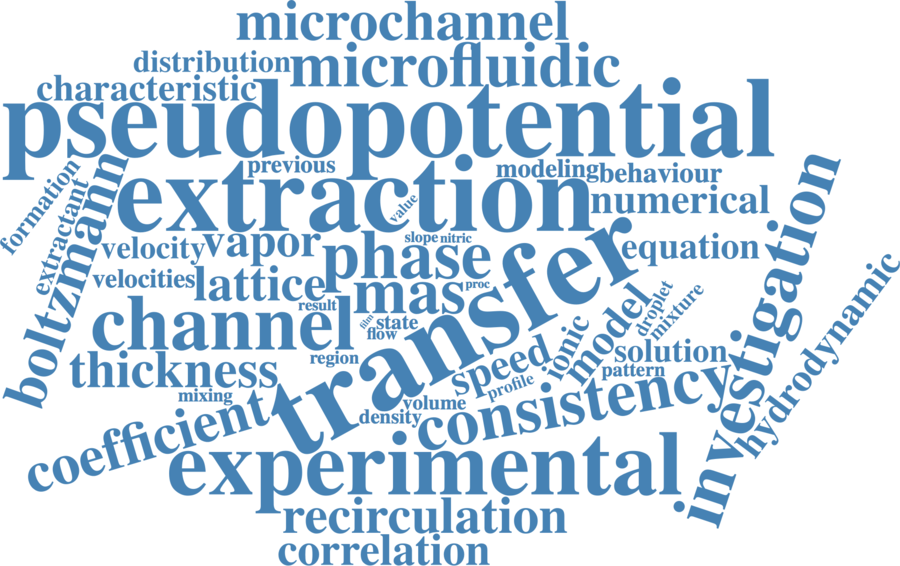 microchannel
distribution
microfluidic
characteristic
pseudopotential
previous
modeling
behaviour
formation
extractant
boltzmann
extraction
value
numerical
investigation
velocity
vapor
phase
slope
nitric
equation
velocities
lattice
mas
proc
transfer
hydrodynamic
channel
result
film
state
flow
droplet
mixture
model
ionic
region
thickness
speed
solution
pattern
profile
mixing
coefficient
volume
density
consistency
experimental
recirculation
correlation